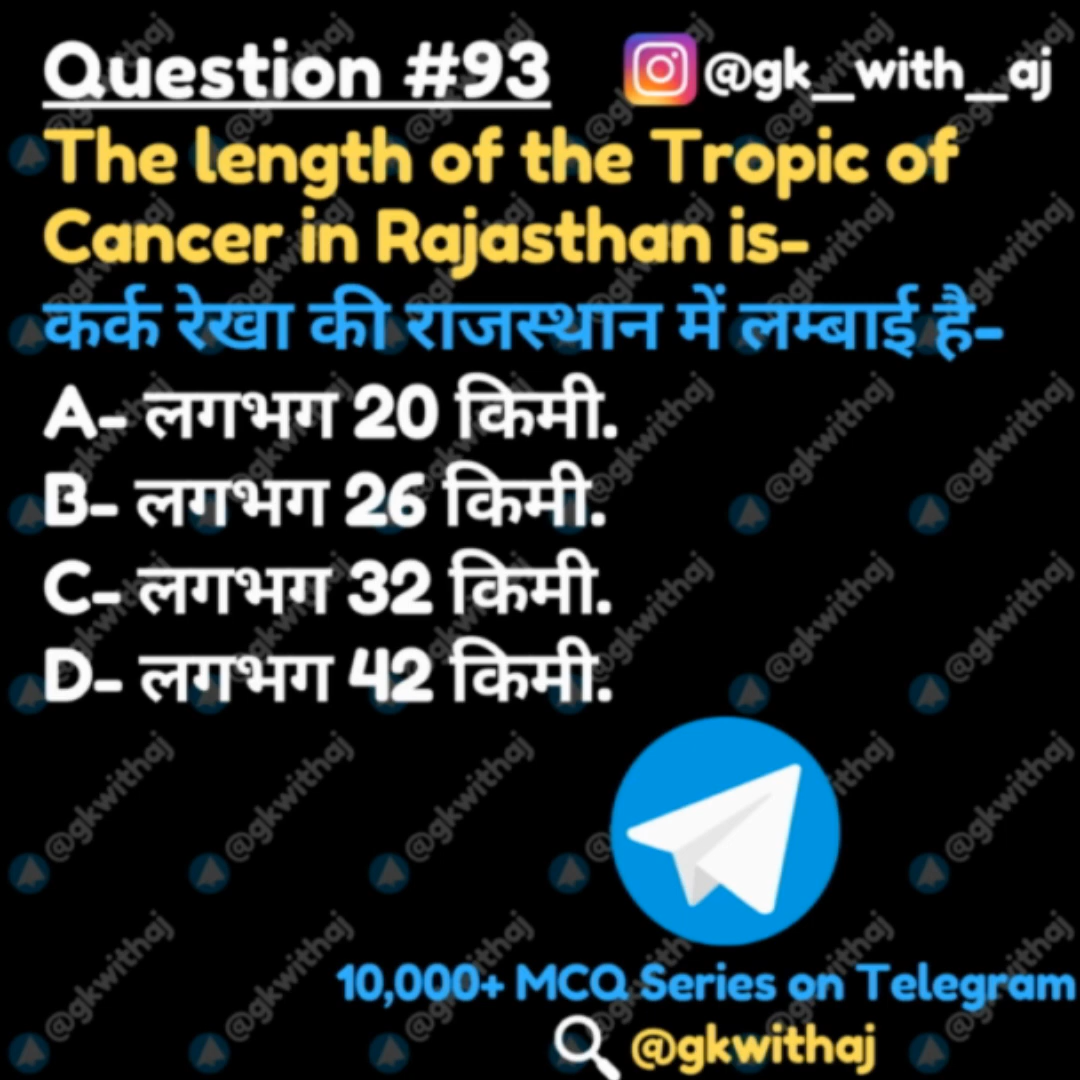 Question #93
@gk__with__aj
The length of the Tropic of
Cancer in Rajasthan is-
कर्क रेखा की राजस्थान में लम्बाई है-
A- लगभग 20 किमी.
B- लगभग 26 किमी.
C- लगभग 32 किमी.
D- लगभग 42 किमी.
10,000+ MCQ Series on Telegram
@gkwithaj